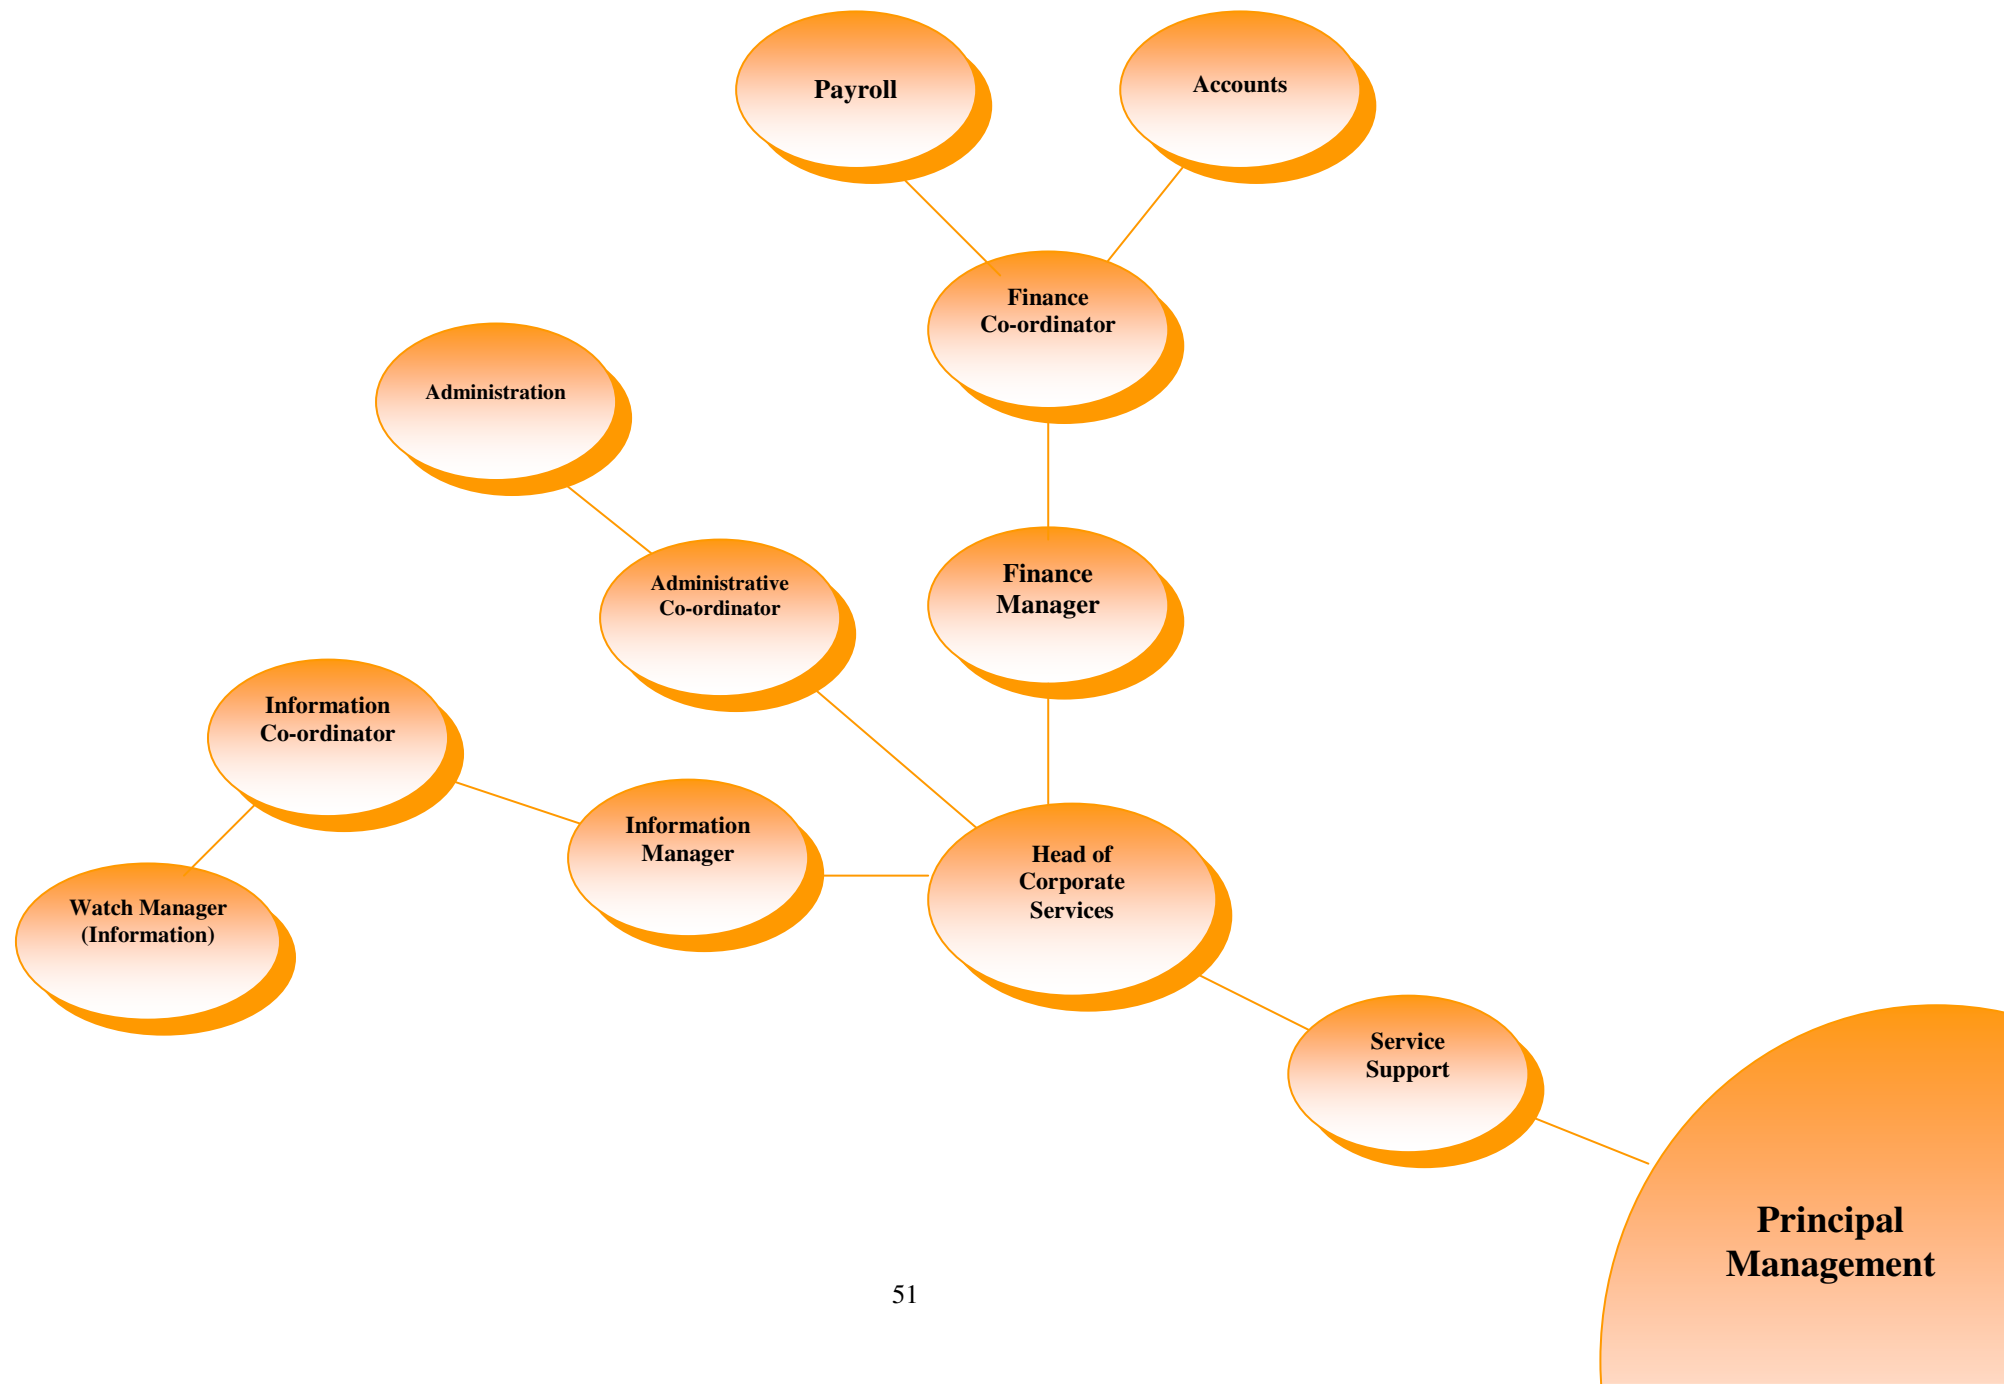 Payroll
Accounts
Finance
Co-ordinator
Administration
Administrative
Co-ordinator
Finance
Manager
Information
Co-ordinator
Information
Manager
Head of
Corporate
Services
Watch Manager
(Information)
Service
Support
Principal
Management
51